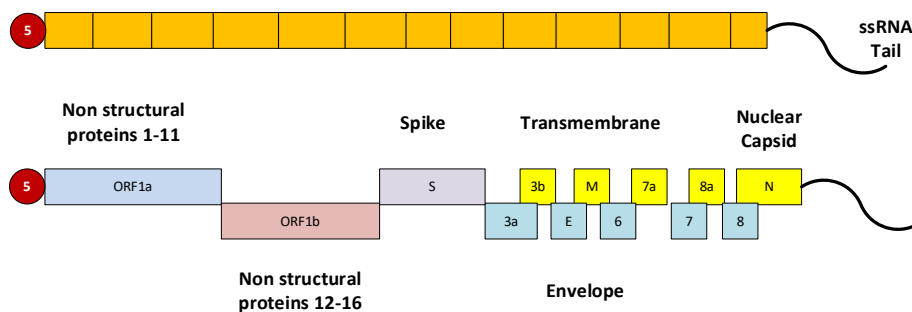 5
ssRNA
Tail
Non structural
proteins 1-11
Spike
Transmembrane
Nuclear
Capsid
5
ORF1a
S
3b
M
7a
8a
N
ORF1b
3a
E
6
7
8
Non structural
proteins 12-16
Envelope